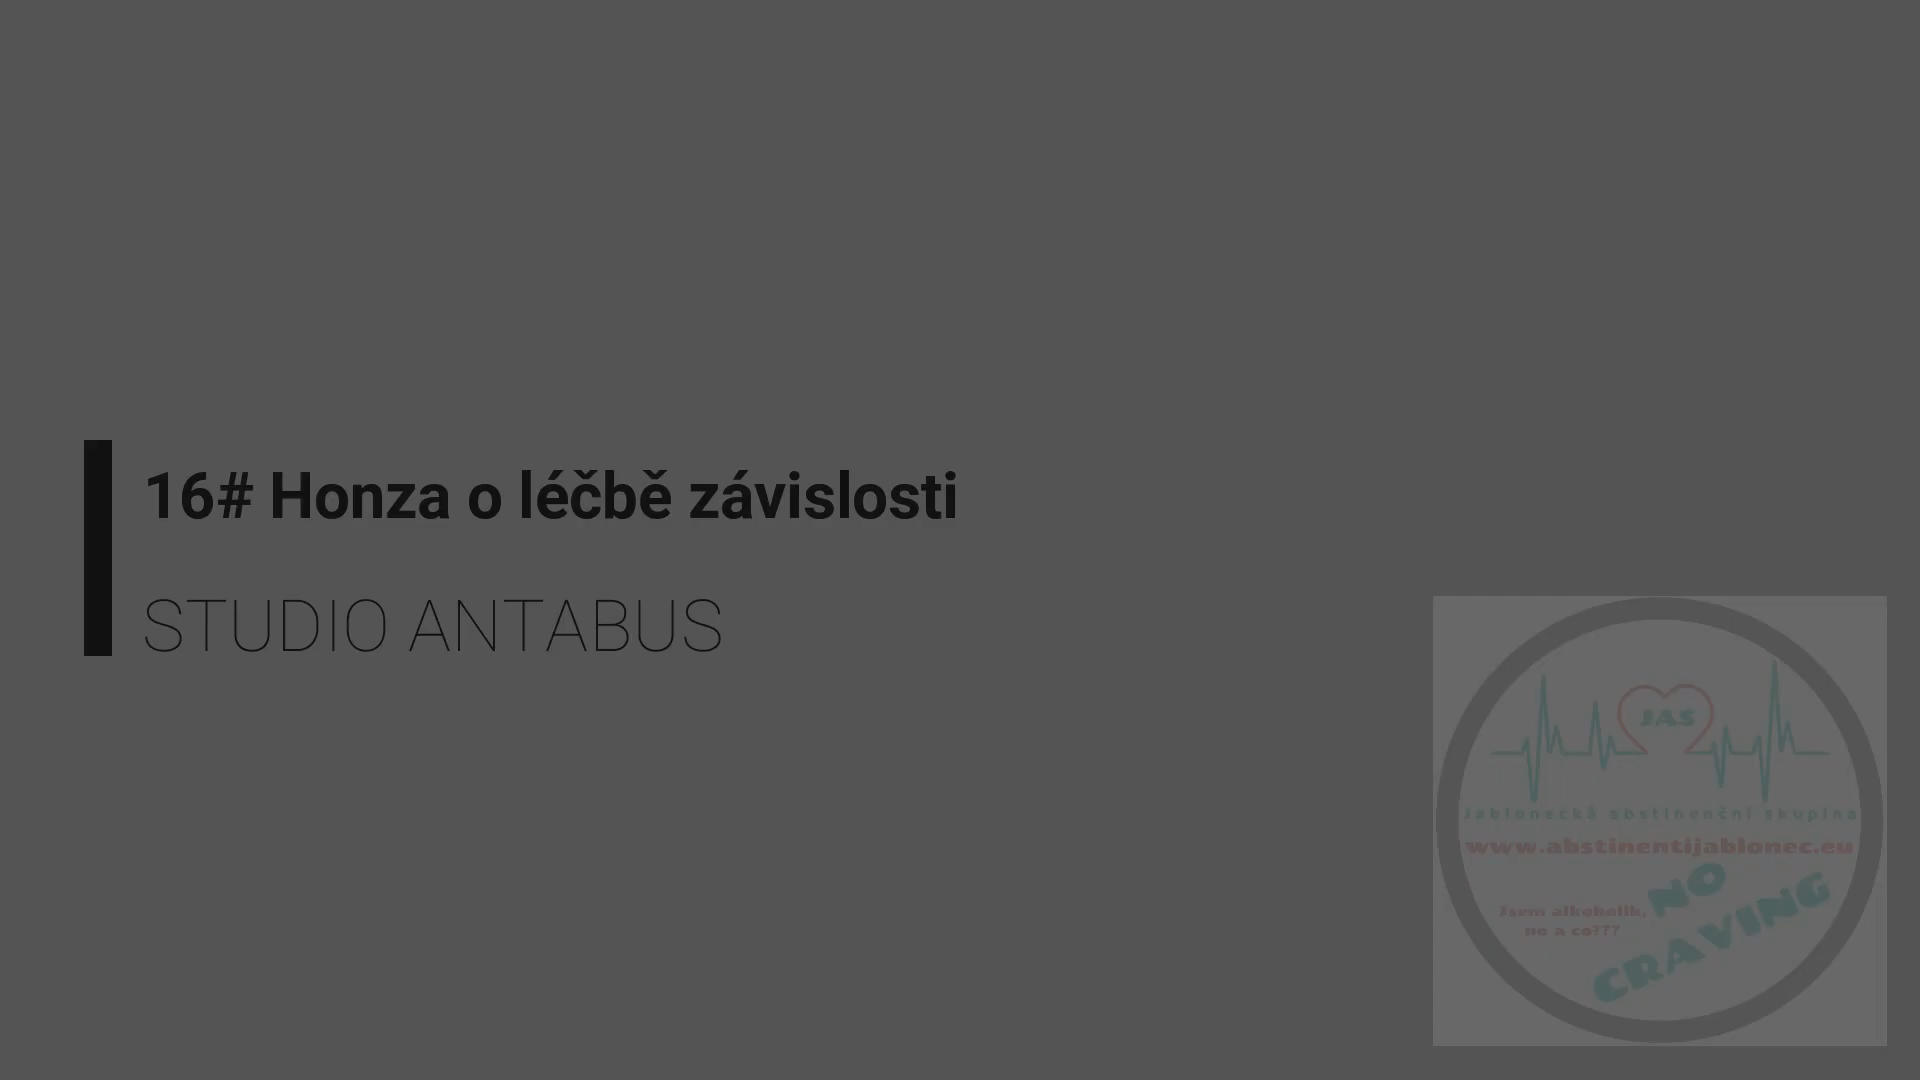 16# Honza o léčbě závislosti
STUDIO ANTABUS
JAS
Jablonecká abstinenční skupina
www.abstinentijablonec.eu
NO
CRAVING
Jsem alkoholik,
no a co???